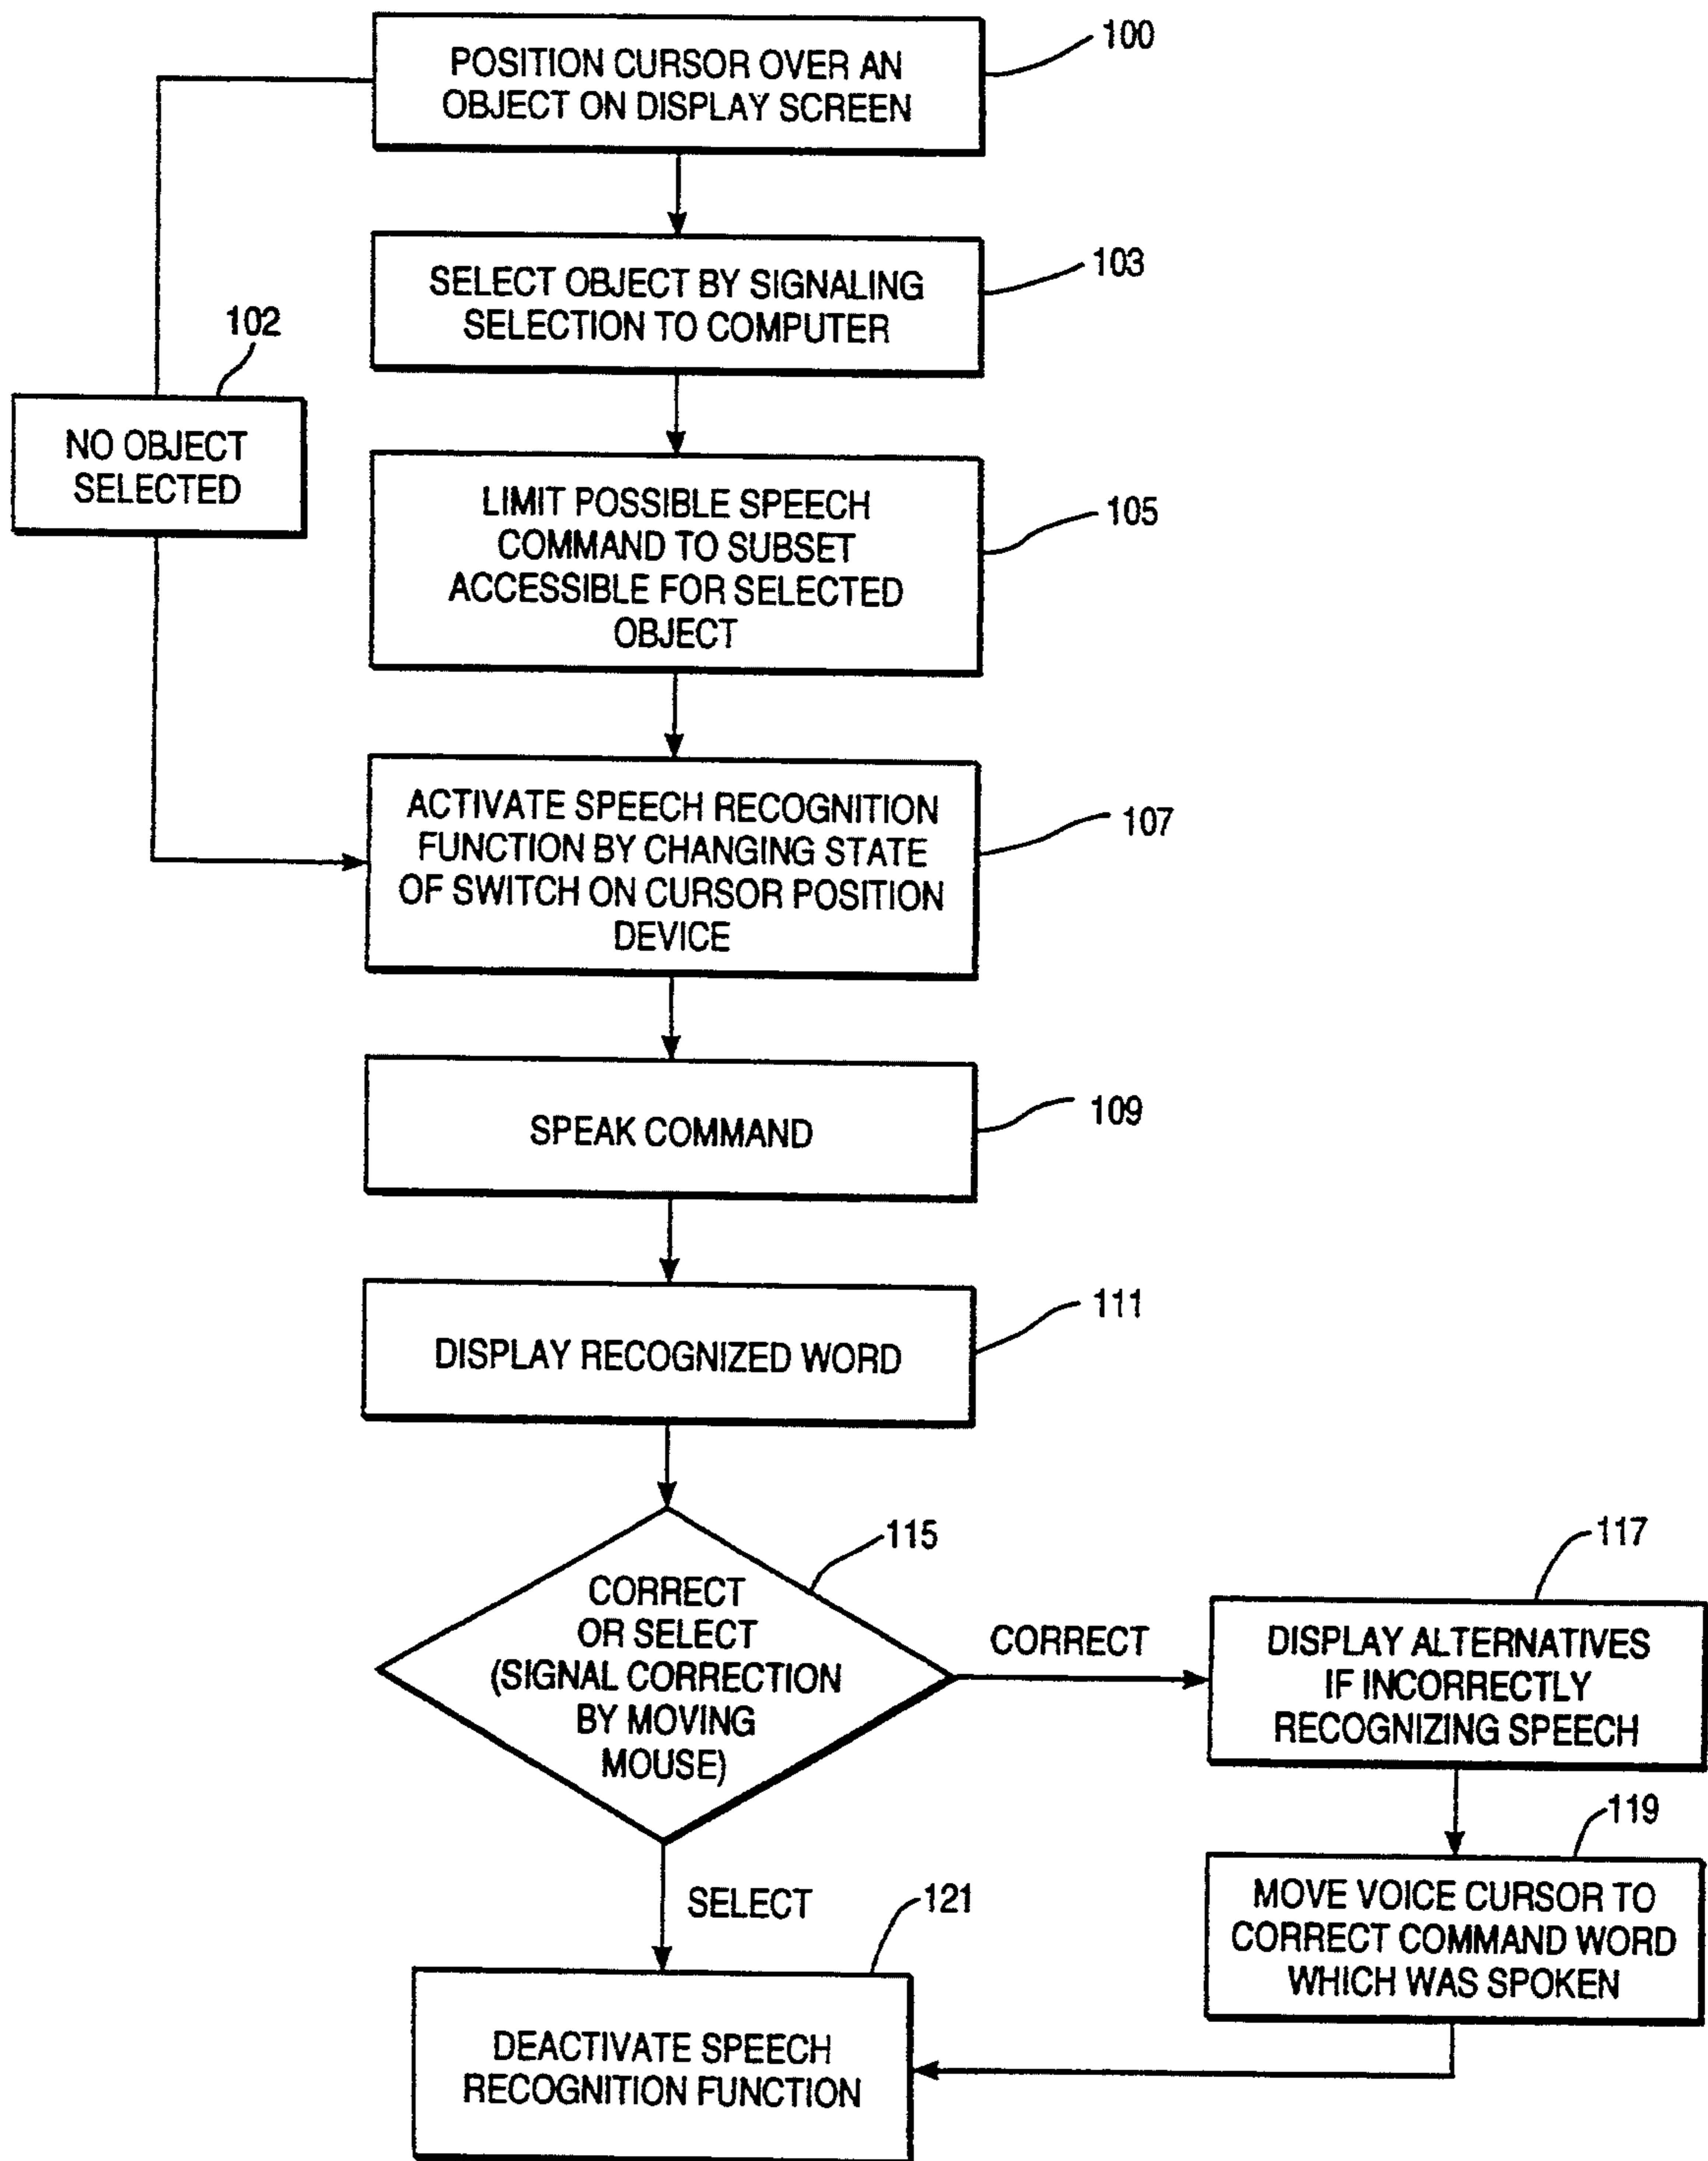 100
POSITION CURSOR OVER AN
OBJECT ON DISPLAY SCREEN
103
SELECT OBJECT BY SIGNALING
SELECTION TO COMPUTER
102
NO OBJECT
SELECTED
105
LIMIT POSSIBLE SPEECH
COMMAND TO SUBSET
ACCESSIBLE FOR SELECTED
OBJECT
107
ACTIVATE SPEECH RECOGNITION
FUNCTION BY CHANGING STATE
OF SWITCH ON CURSOR POSITION
DEVICE
109
SPEAK COMMAND
111
DISPLAY RECOGNIZED WORD
115
CORRECT
OR SELECT
(SIGNAL CORRECTION
BY MOVING
MOUSE)
CORRECT
117
DISPLAY ALTERNATIVES
IF INCORRECTLY
RECOGNIZING SPEECH
119
MOVE VOICE CURSOR TO
CORRECT COMMAND WORD
WHICH WAS SPOKEN
SELECT
121
DEACTIVATE SPEECH
RECOGNITION FUNCTION